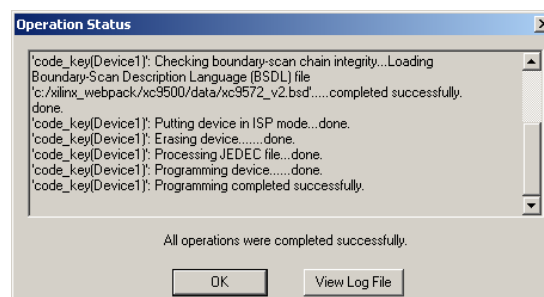 Operation Status
'code_key(Device1)': Checking boundary-scan chain integrity...Loading
Boundary-Scan Description Language (BSDL) file
'c:/xilinx_webpack/xc9500/data/xc9572_v2.bsd'.....completed successfully.
done.
'code_key(Device1)': Putting device in ISP mode...done.
'code_key(Device1)': Erasing device.......done.
'code_key(Device1)': Processing JEDEC file...done.
'code_key(Device1)': Programming device......done.
'code_key(Device1)': Programming completed successfully.
All operations were completed successfully.
OK
View Log File